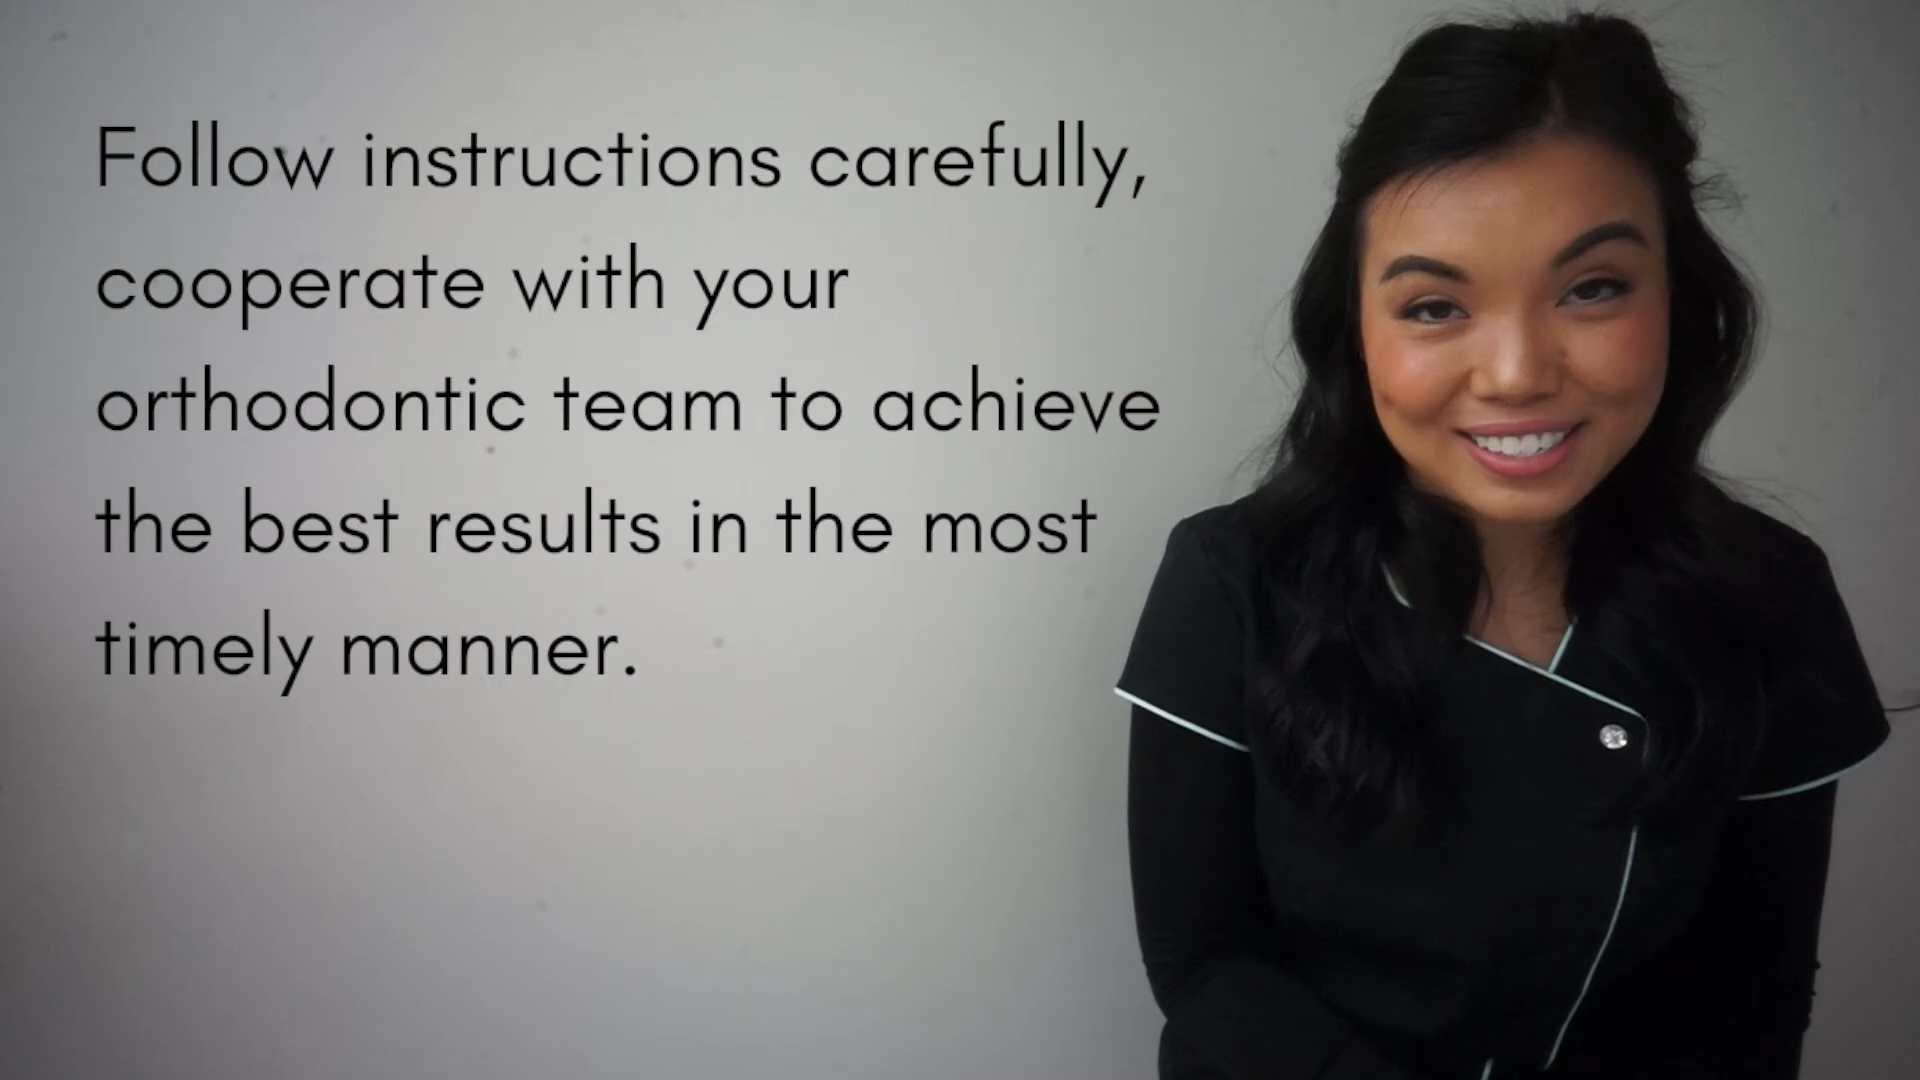 Follow instructions carefully,
cooperate with your
orthodontic team to achieve
the best results in the most
timely manner.